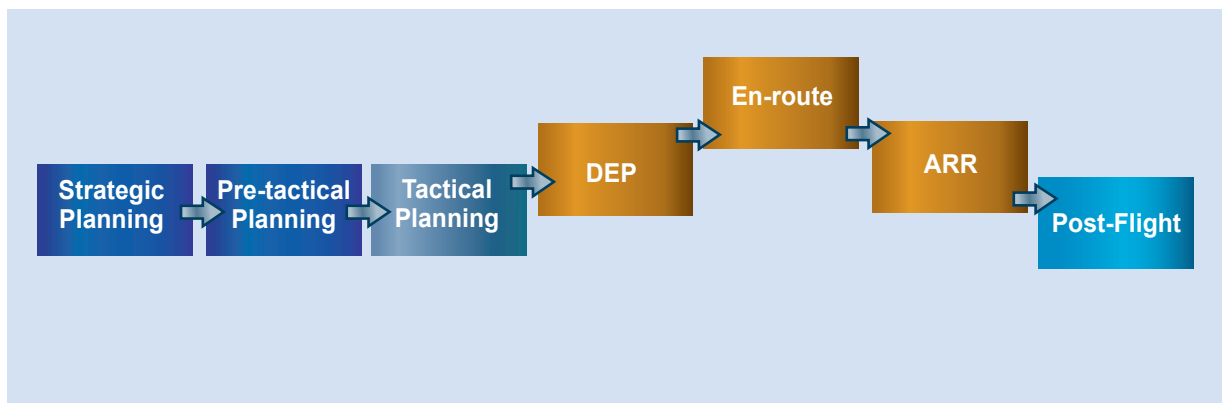 Strategic
Planning
Pre-tactical
Planning
Tactical
Planning
DEP
En-route
ARR
Post-Flight